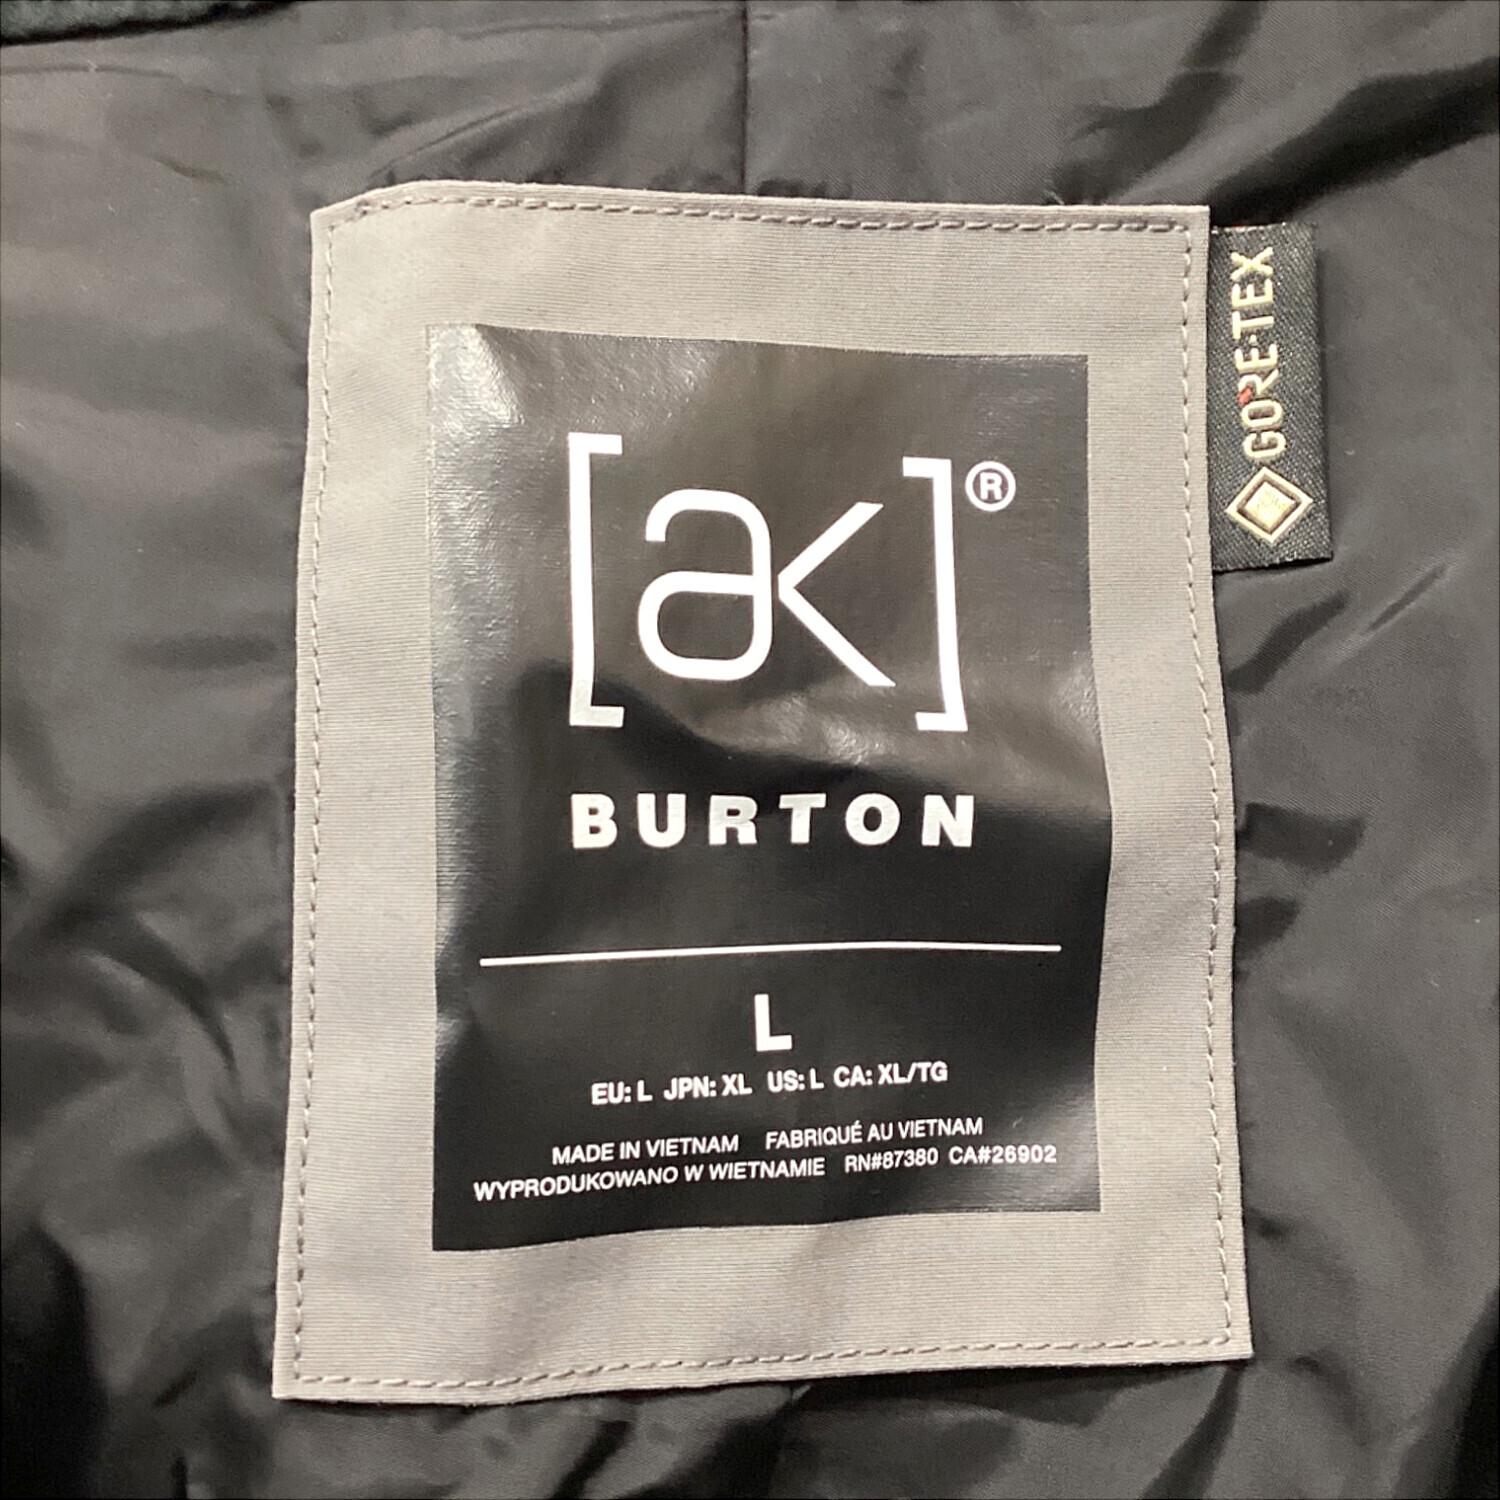 [ak]®
BURTON
L
EU: L JPN: XL US: L CA: XL/TG
MADE IN VIETNAM FABRIQUÉ AU VIETNAM
WYPRODUKOWANO W WIETNAMIE RN#87380 CA#26902
GORE-TEX